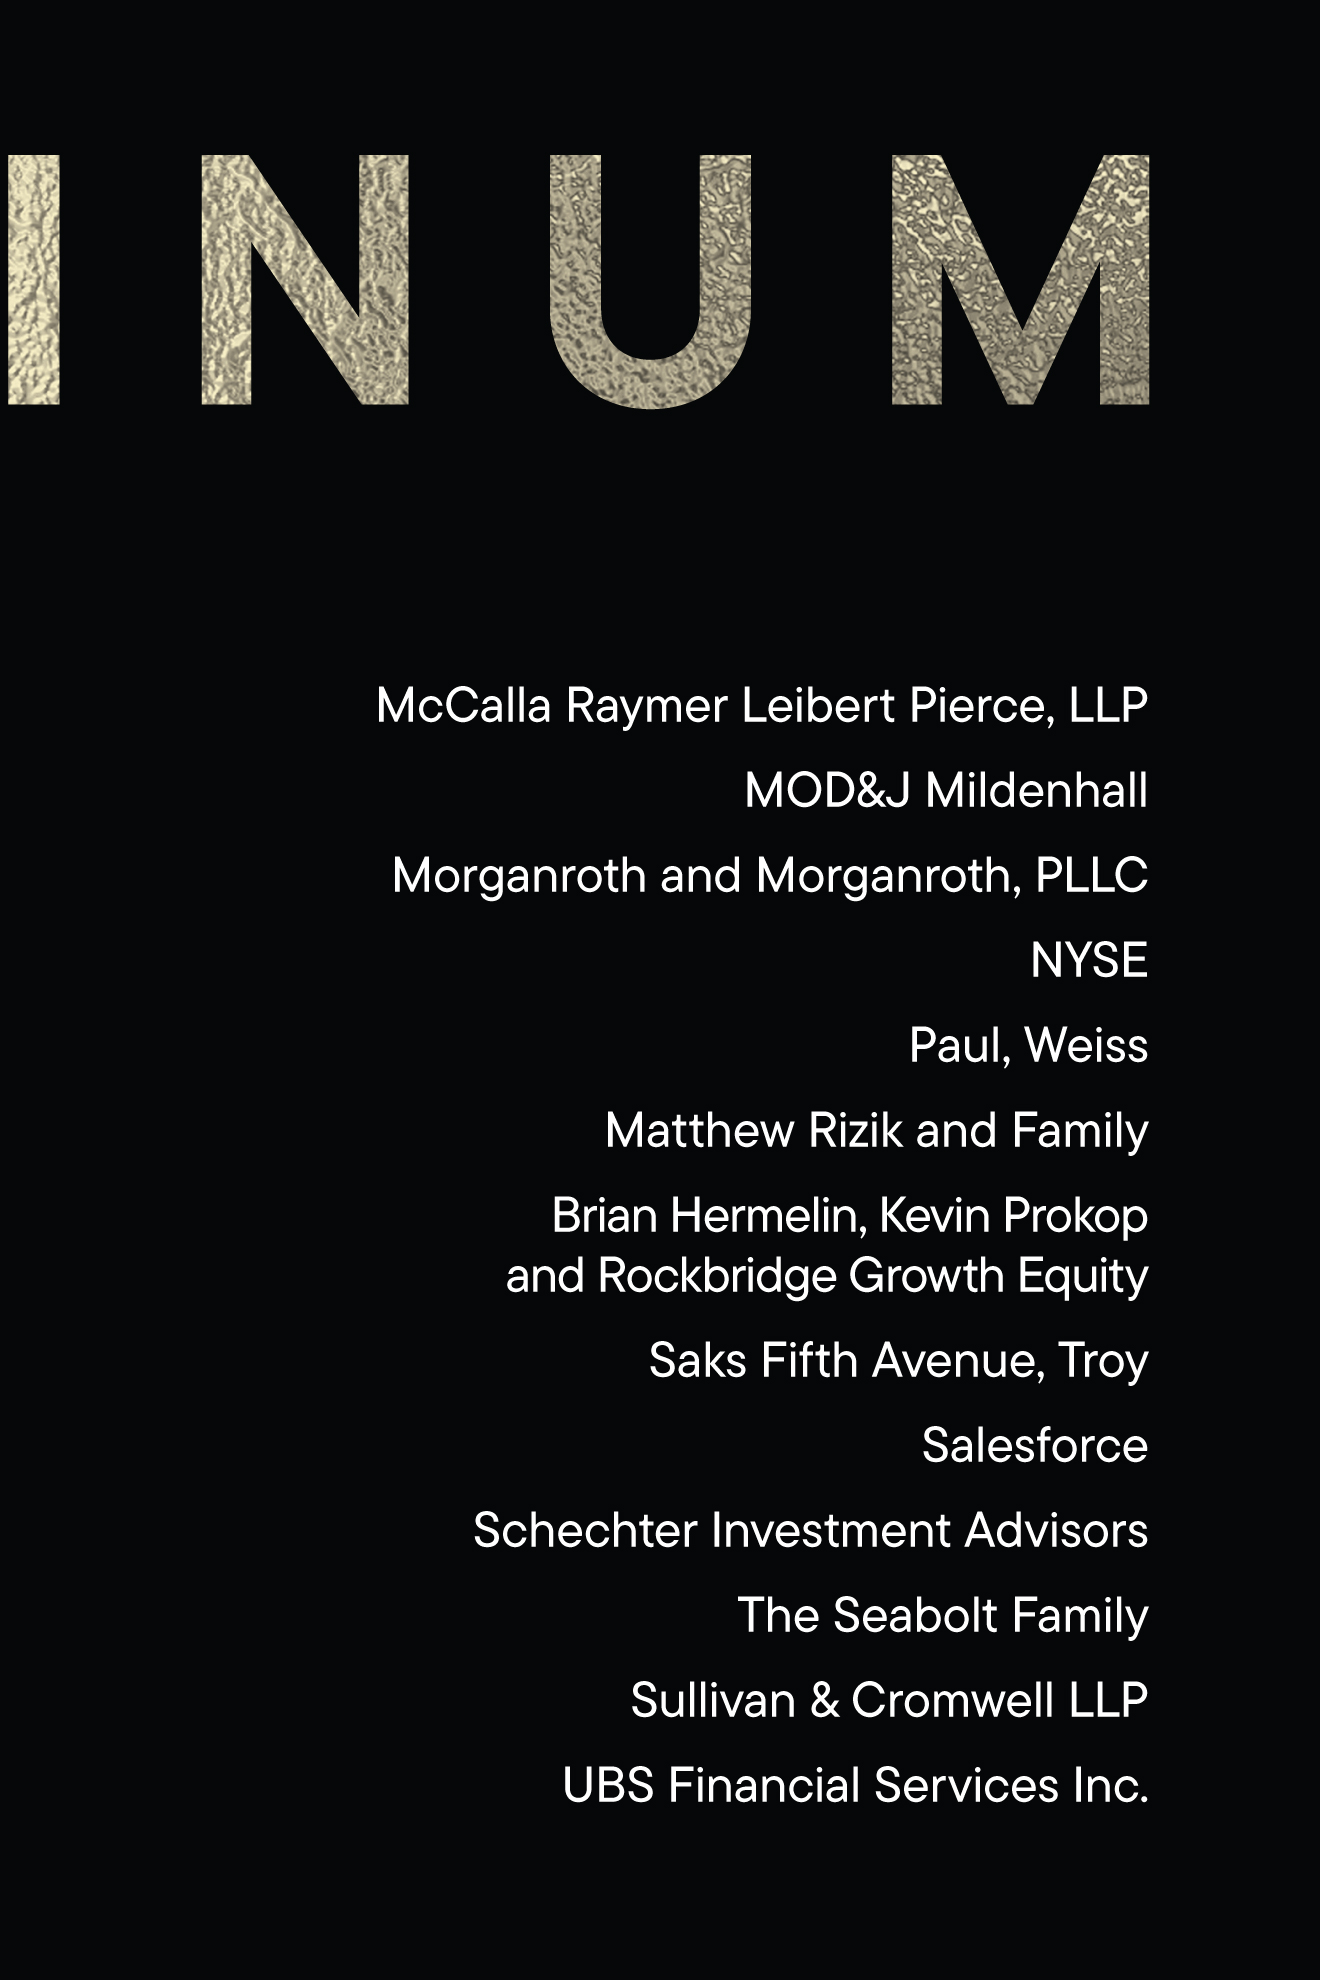 INUM
McCalla Raymer Leibert Pierce, LLP
MOD&J Mildenhall
Morganroth and Morganroth, PLLC
NYSE
Paul, Weiss
Matthew Rizik and Family
Brian Hermelin, Kevin Prokop
and Rockbridge Growth Equity
Saks Fifth Avenue, Troy
Salesforce
Schechter Investment Advisors
The Seabolt Family
Sullivan & Cromwell LLP
UBS Financial Services Inc.